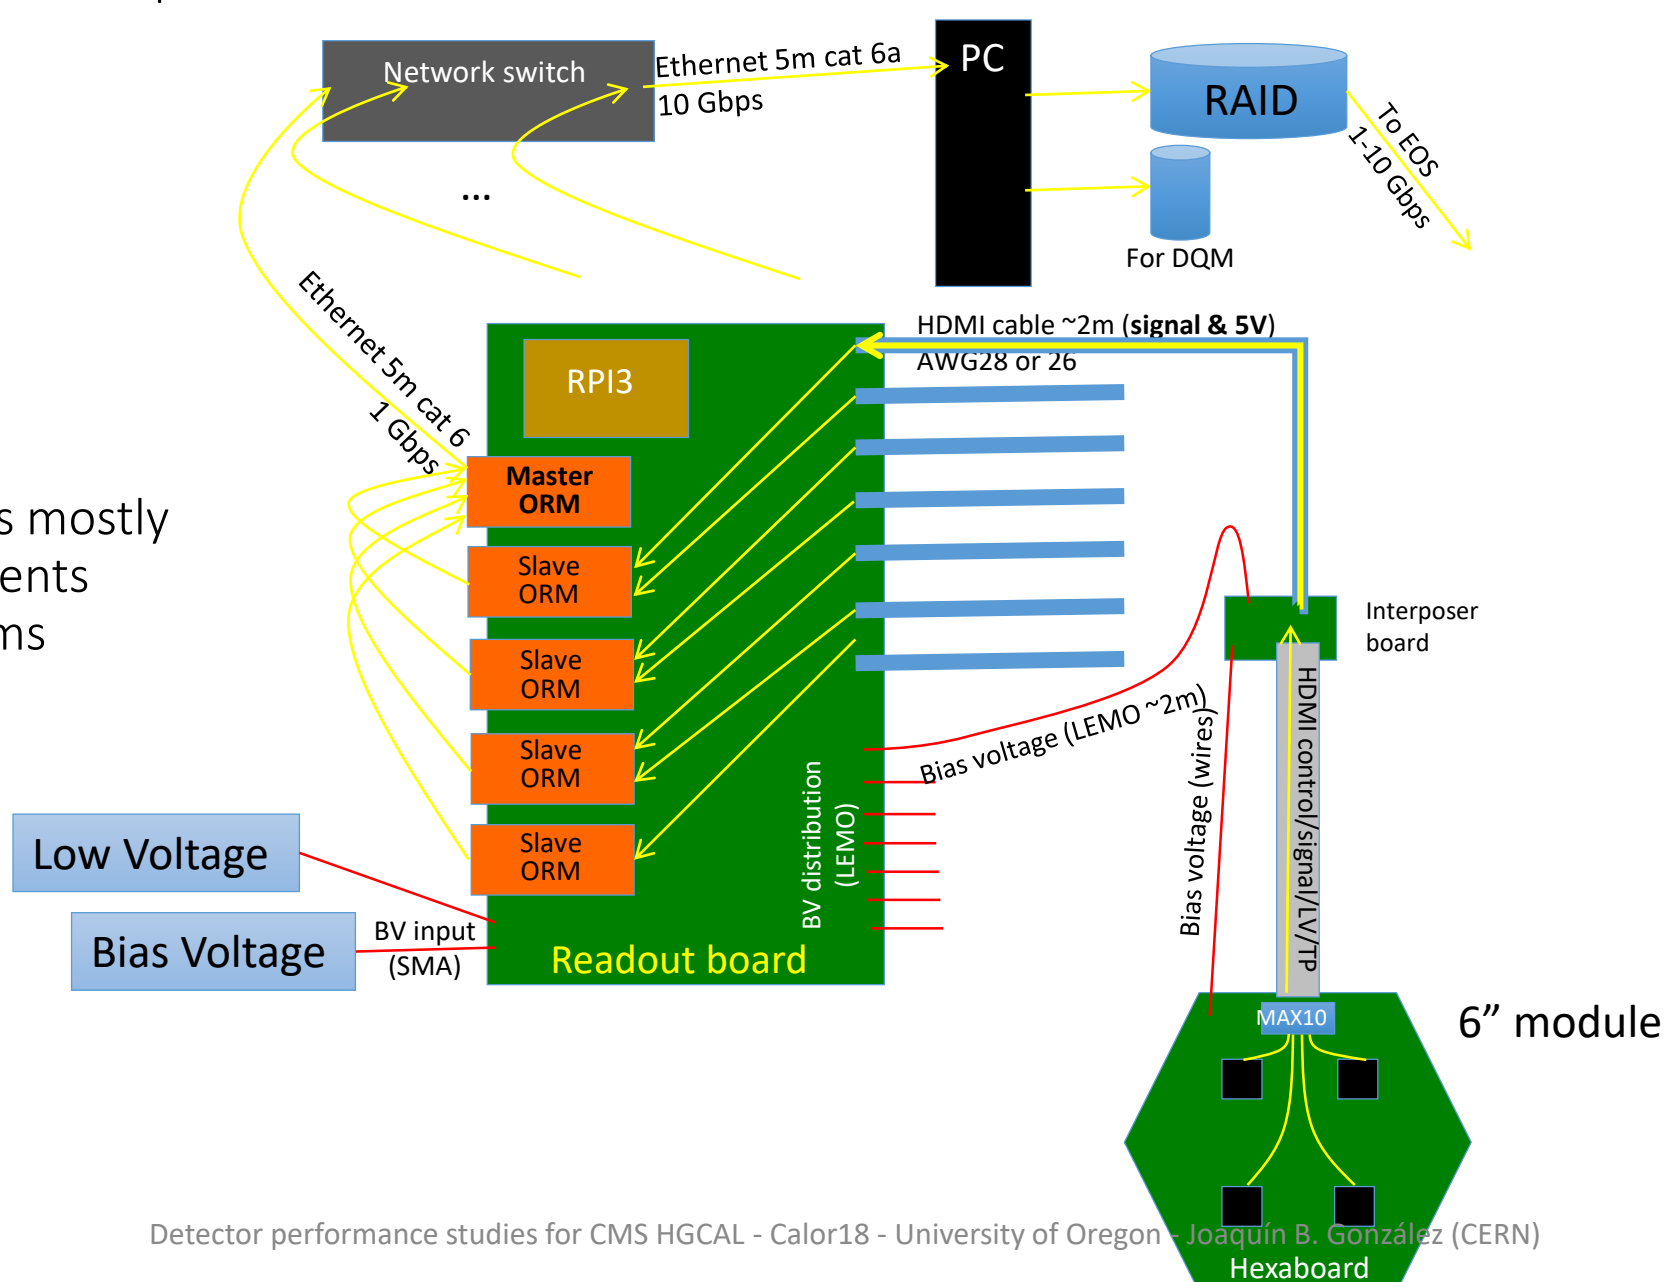 Network switch
Ethernet 5m cat 6a
10 Gbps
PC
RAID
To EOS
1-10 Gbps
...
For DQM
Ethernet 5m cat 6
1 Gbps
HDMI cable ~2m (signal & 5V)
AWG28 or 26
RPI3
Master
ORM
s mostly
ents
ms
Slave
ORM
Slave
ORM
Slave
ORM
Slave
ORM
Interposer
board
Bias voltage (LEMO ~2m)
Bias voltage (wires)
HDMI control/signal/LV/TP
BV distribution
(LEMO)
Low Voltage
Bias Voltage
BV input
(SMA)
Readout board
MAX10
6” module
Detector performance studies for CMS HGCAL - Calor18 - University of Oregon - Joaquín B. González (CERN)
Hexaboard